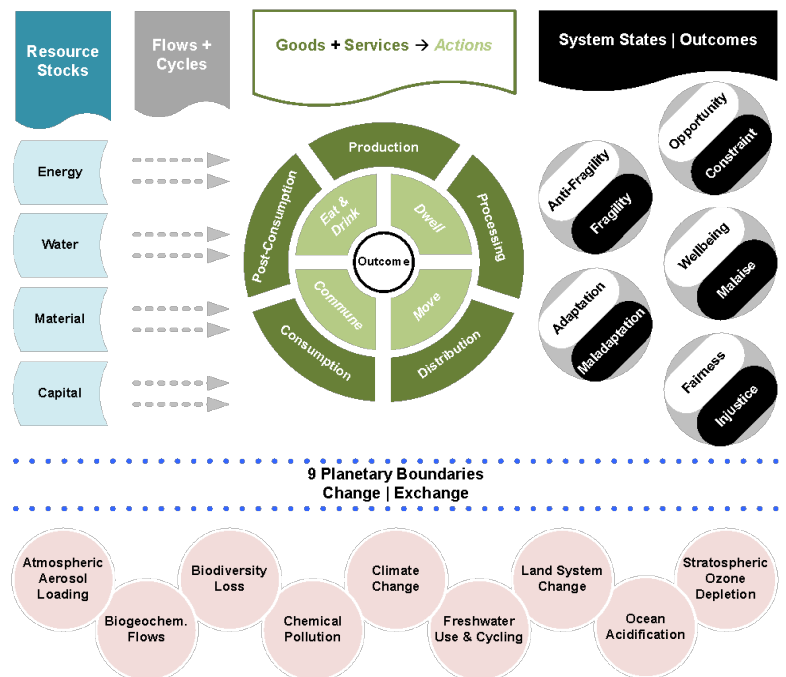 Resource
Stocks
Flows +
Cycles
Goods + Services → Actions
System States | Outcomes
Energy
Water
Material
Capital
Production
Processing
Distribution
Consumption
Post-Consumption
Eat &
Drink
Dwell
Move
Commune
Outcome
Opportunity
Constraint
Anti-Fragility
Fragility
Wellbeing
Malaise
Adaptation
Maladaptation
Fairness
Injustice
9 Planetary Boundaries
Change | Exchange
Atmospheric
Aerosol
Loading
Biogeochem.
Flows
Biodiversity
Loss
Chemical
Pollution
Climate
Change
Freshwater
Use & Cycling
Land System
Change
Ocean
Acidification
Stratospheric
Ozone
Depletion